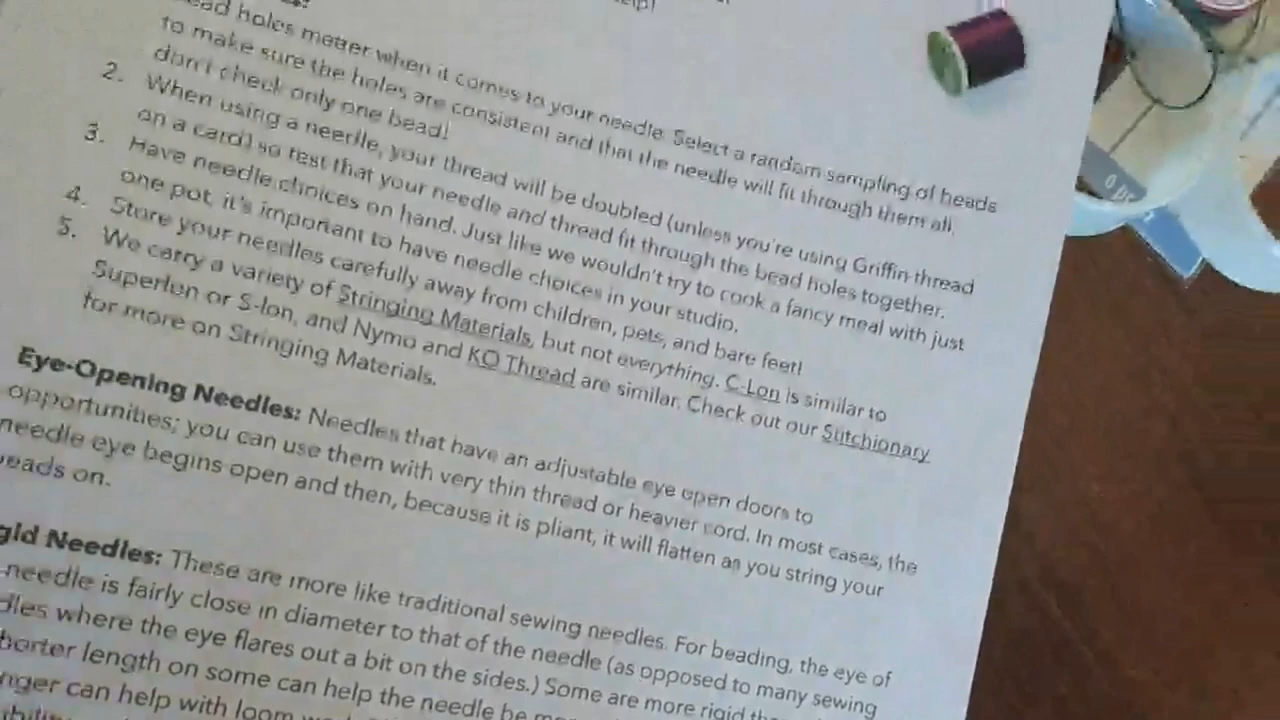 elp!
ead holes matter when it comes to your needle. Select a random sampling of beads
to make sure the holes are consistent and that the needle will fit through them all,
don't check only one bead!
2. When using a needle, your thread will be doubled (unless you're using Griffin thread
on a card) so test that your needle and thread fit through the bead holes together.
3. Have needle choices on hand. Just like we wouldn't try to cook a fancy meal with just
one pot, it's important to have needle choices in your studio.
4. Store your needles carefully away from children, pets, and bare feet!
5. We carry a variety of Stringing Materials, but not everything. C-Lon is similar to
Superlon or S-lon, and Nymo and KO Thread are similar. Check out our Sutchionary
for more on Stringing Materials.
Eye-Opening Needles: Needles that have an adjustable eye open doors to
opportunities; you can use them with very thin thread or heavier cord. In most cases, the
needle eye begins open and then, because it is pliant, it will flatten as you string your
beads on.
gid Needles: These are more like traditional sewing needles. For beading, the eye of
needle is fairly close in diameter to that of the needle (as opposed to many sewing
dles where the eye flares out a bit on the sides.) Some are more rigid
horter length on some can help the needle be
nger can help with loom